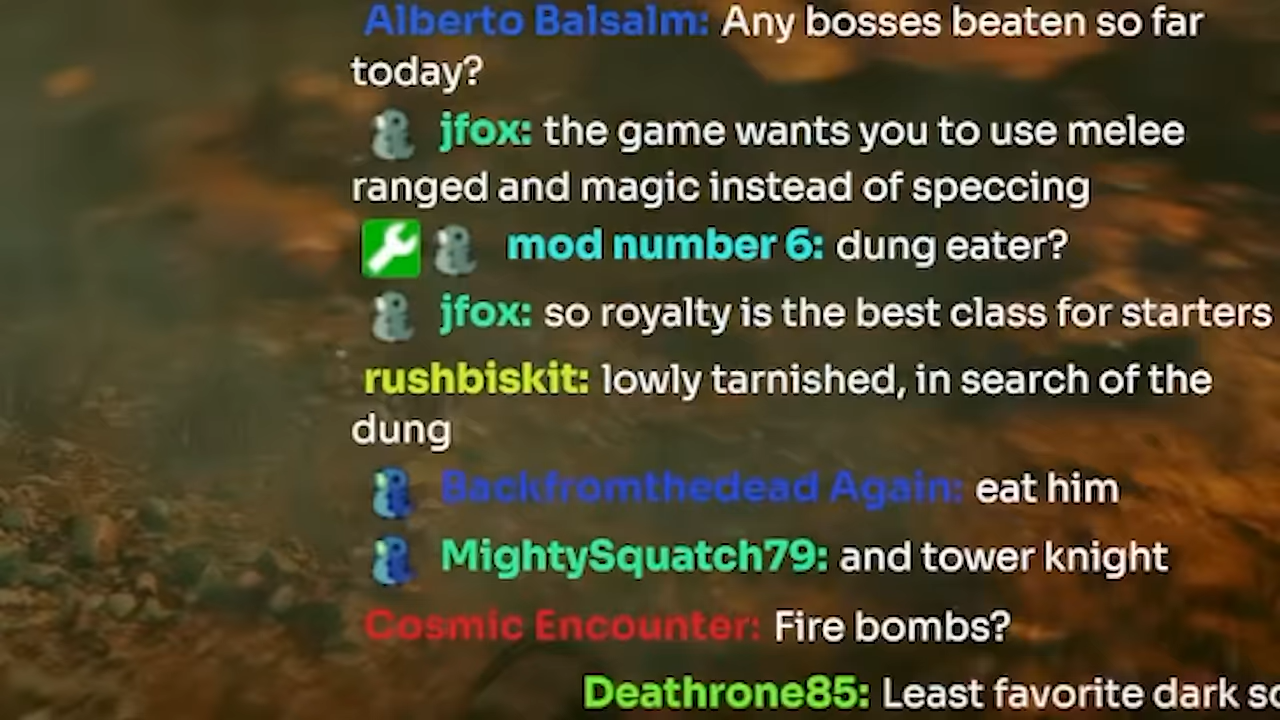 Alberto Balsalm: Any bosses beaten so far
today?
jfox: the game wants you to use melee
ranged and magic instead of speccing
mod number 6: dung eater?
jfox: so royalty is the best class for starters
rushbiskit: lowly tarnished, in search of the
dung
Backfromthedead Again: eat him
MightySquatch79: and tower knight
Cosmic Encounter: Fire bombs?
Deathrone85: Least favorite dark